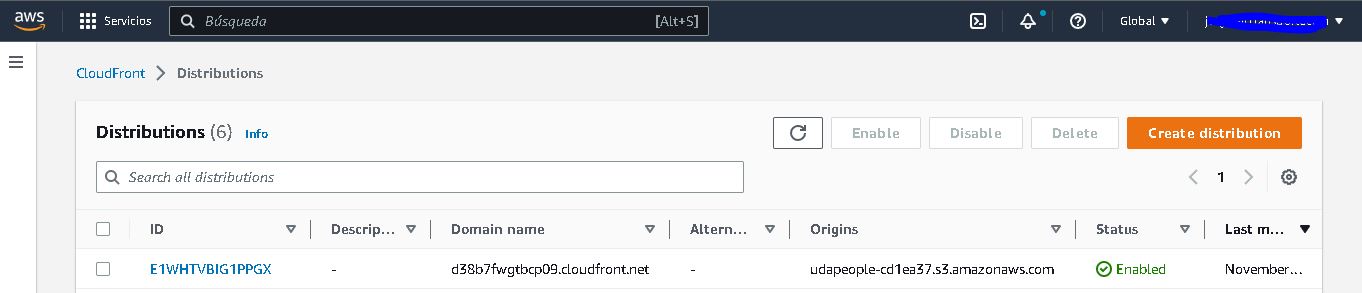 aws Servicios Búsqueda [Alt+S] Global
CloudFront Distributions
Distributions (6) Info Enable Disable Delete Create distribution
Search all distributions 1
ID Descrip... Domain name Altern... Origins Status Last m...
E1WHTVBIG1PPGX - d38b7fwgtbcp09.cloudfront.net - udapeople-cd1ea37.s3.amazonaws.com Enabled November...